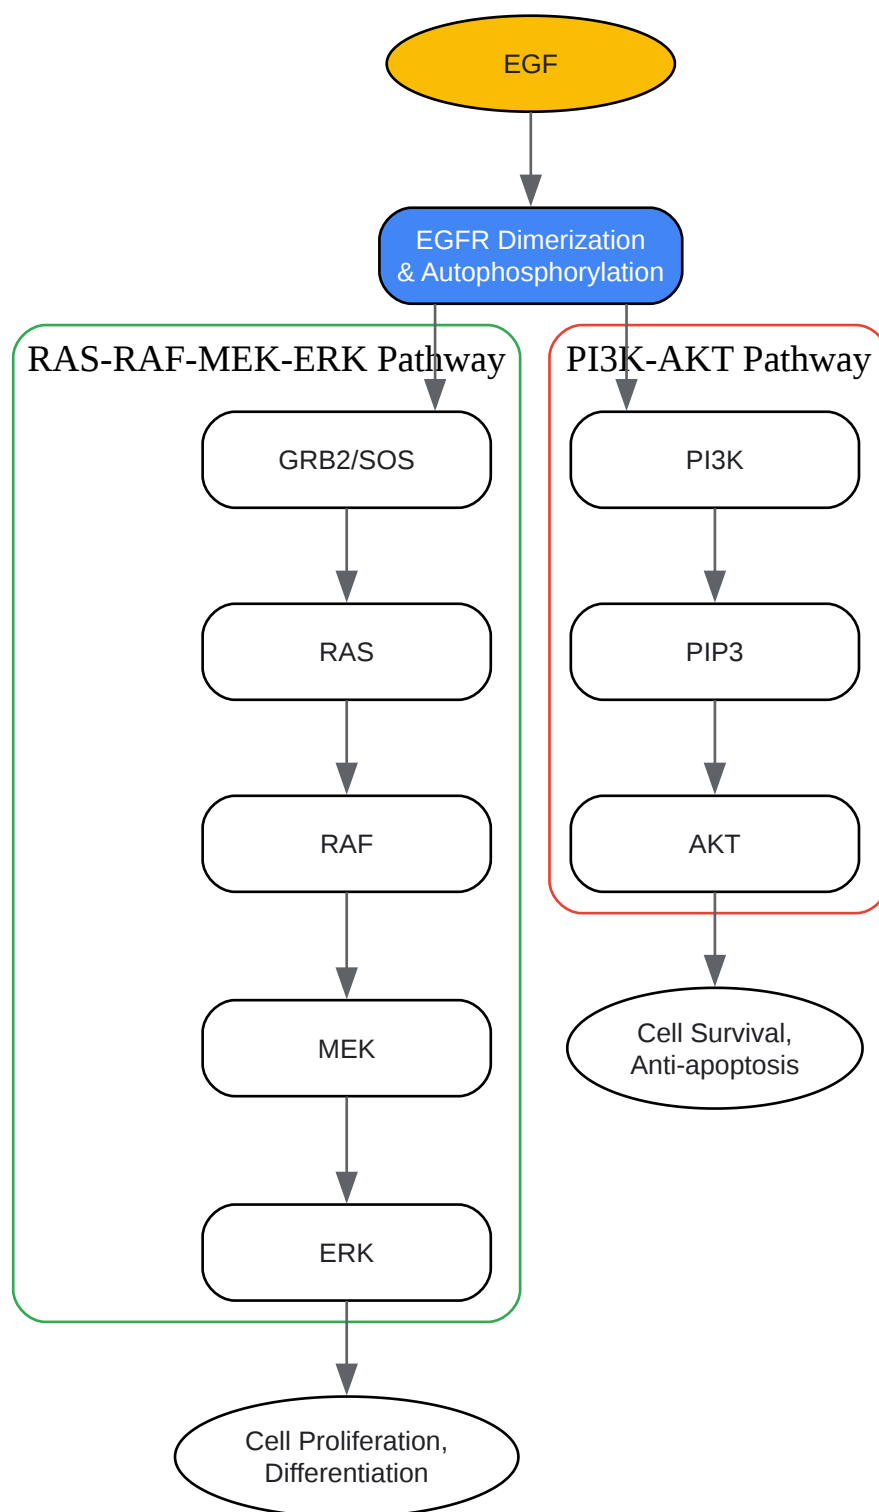 EGF
EGFR Dimerization
& Autophosphorylation
RAS-RAF-MEK-ERK Pathway
PI3K-AKT Pathway
GRB2/SOS
PI3K
RAS
PIP3
RAF
AKT
MEK
Cell Survival,
Anti-apoptosis
ERK
Cell Proliferation,
Differentiation